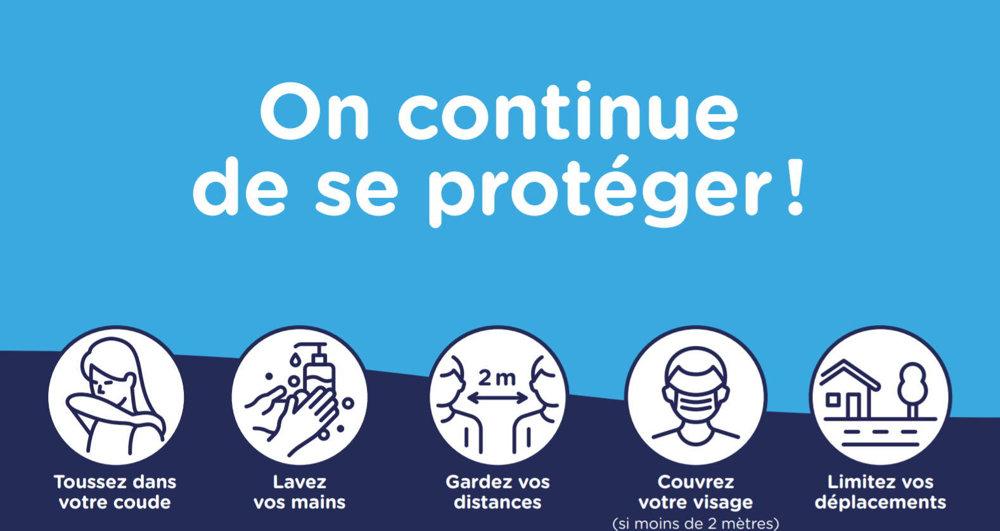 On continue
de se protéger !
2 m
Toussez dans
votre coude
Lavez
vos mains
Gardez vos
distances
Couvrez
votre visage
(si moins de 2 mètres)
Limitez vos
déplacements